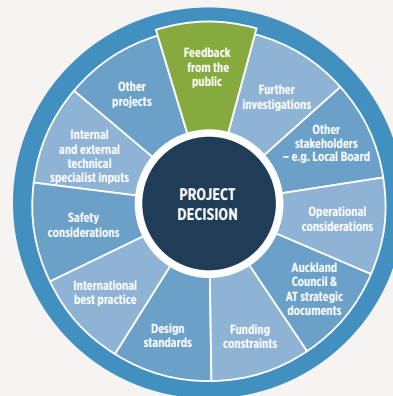 Feedback
from the
public
Further
investigations
Other
stakeholders
– e.g. Local Board
Operational
considerations
Auckland
Council &
AT strategic
documents
Funding
constraints
Design
standards
International
best practice
Safety
considerations
Internal
and external
technical
specialist inputs
Other
projects
PROJECT
DECISION